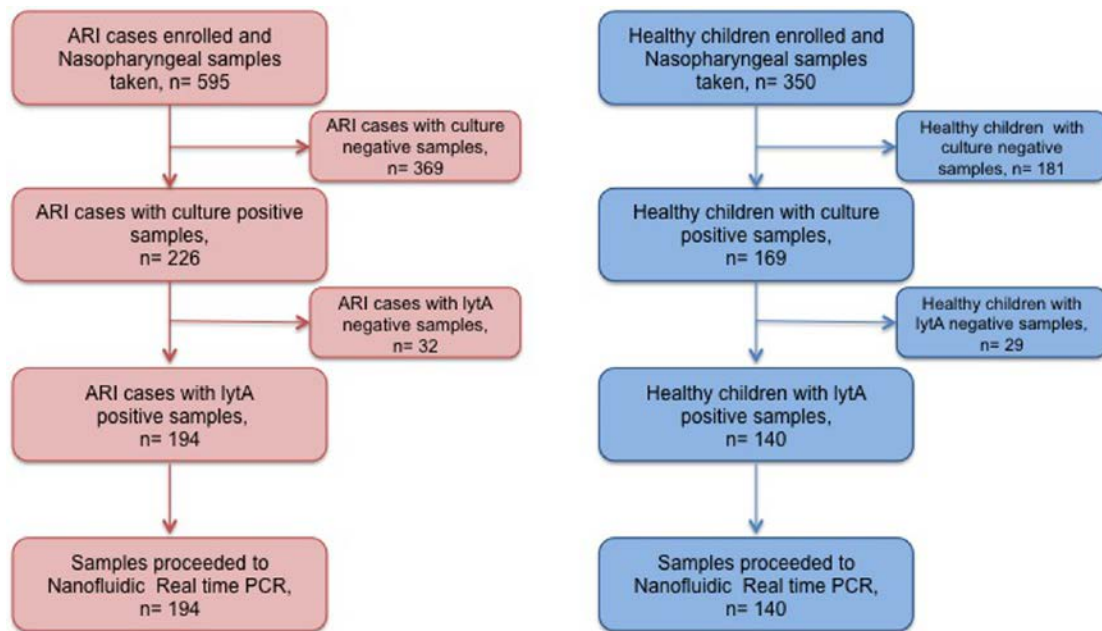 ARI cases enrolled and
Nasopharyngeal samples
taken, n= 595
ARI cases with culture
negative samples,
n= 369
ARI cases with culture positive
samples,
n= 226
ARI cases with lytA
negative samples,
n= 32
ARI cases with lytA
positive samples,
n= 194
Samples proceeded to
Nanofluidic Real time PCR,
n= 194
Healthy children enrolled and
Nasopharyngeal samples
taken, n= 350
Healthy children with
culture negative
samples, n= 181
Healthy children with culture
positive samples,
n= 169
Healthy children with
lytA negative samples,
n= 29
Healthy children with lytA
positive samples,
n= 140
Samples proceeded to
Nanofluidic Real time PCR,
n= 140